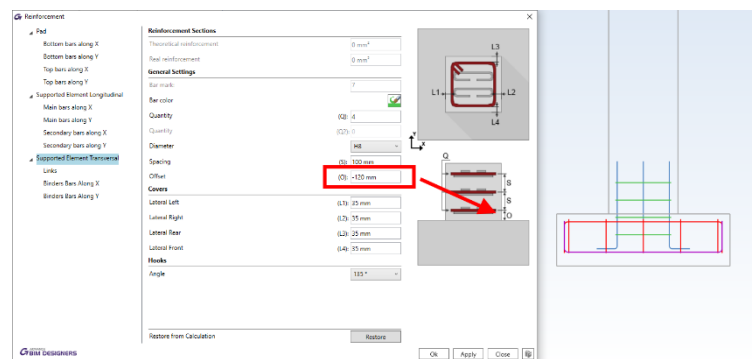 Reinforcement
Pad
Bottom bars along X
Bottom bars along Y
Top bars along X
Top bars along Y
Supported Element Longitudinal
Main bars along X
Main bars along Y
Secondary bars along X
Secondary bars along Y
Supported Element Transversal
Links
Binders Bars Along X
Binders Bars Along Y
Reinforcement Sections
Theoretical reinforcement 0 mm²
Real reinforcement 0 mm²
General Settings
Bar mark 7
Bar color
Quantity (Q): 4
Quantity (Q2): 0
Diameter H8
Spacing (S): 100 mm
Offset (O): -120 mm
Covers
Lateral Left (L1): 35 mm
Lateral Right (L2): 35 mm
Lateral Rear (L3): 35 mm
Lateral Front (L4): 35 mm
Hooks
Angle 135 °
Restore from Calculation Restore
L3
L1 L2
L4
Y
X
Q
S
S
O
BIM DESIGNERS
Ok Apply Close